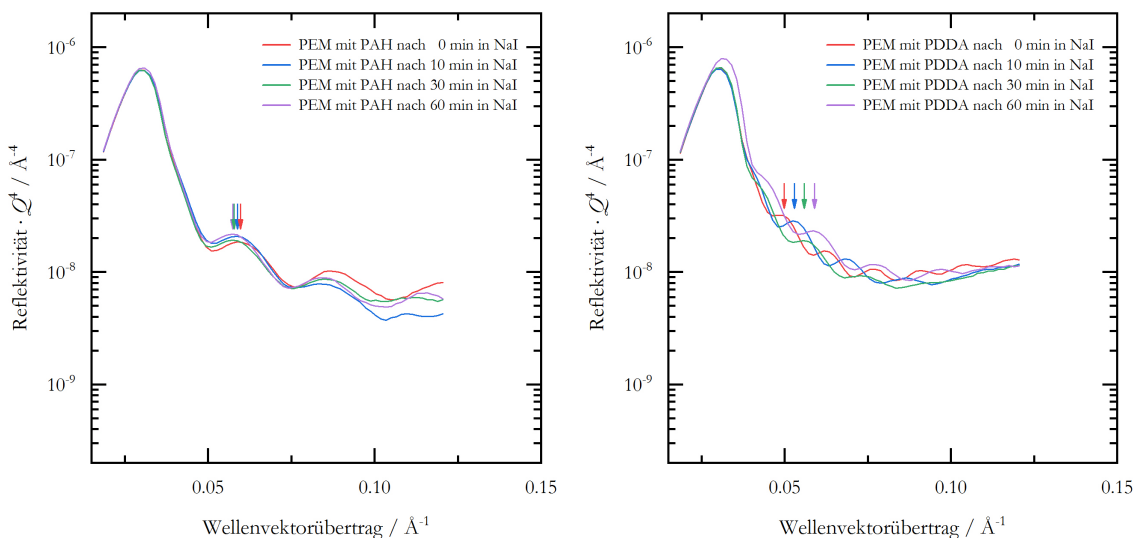 PEM mit PAH nach 0 min in NaI
PEM mit PAH nach 10 min in NaI
PEM mit PAH nach 30 min in NaI
PEM mit PAH nach 60 min in NaI
10⁻⁶
10⁻⁷
10⁻⁸
10⁻⁹
Reflektivität · Q⁴ / Å⁻⁴
0.05
0.10
0.15
Wellenvektorübertrag / Å⁻¹
PEM mit PDDA nach 0 min in NaI
PEM mit PDDA nach 10 min in NaI
PEM mit PDDA nach 30 min in NaI
PEM mit PDDA nach 60 min in NaI
10⁻⁶
10⁻⁷
10⁻⁸
10⁻⁹
Reflektivität · Q⁴ / Å⁻⁴
0.05
0.10
0.15
Wellenvektorübertrag / Å⁻¹